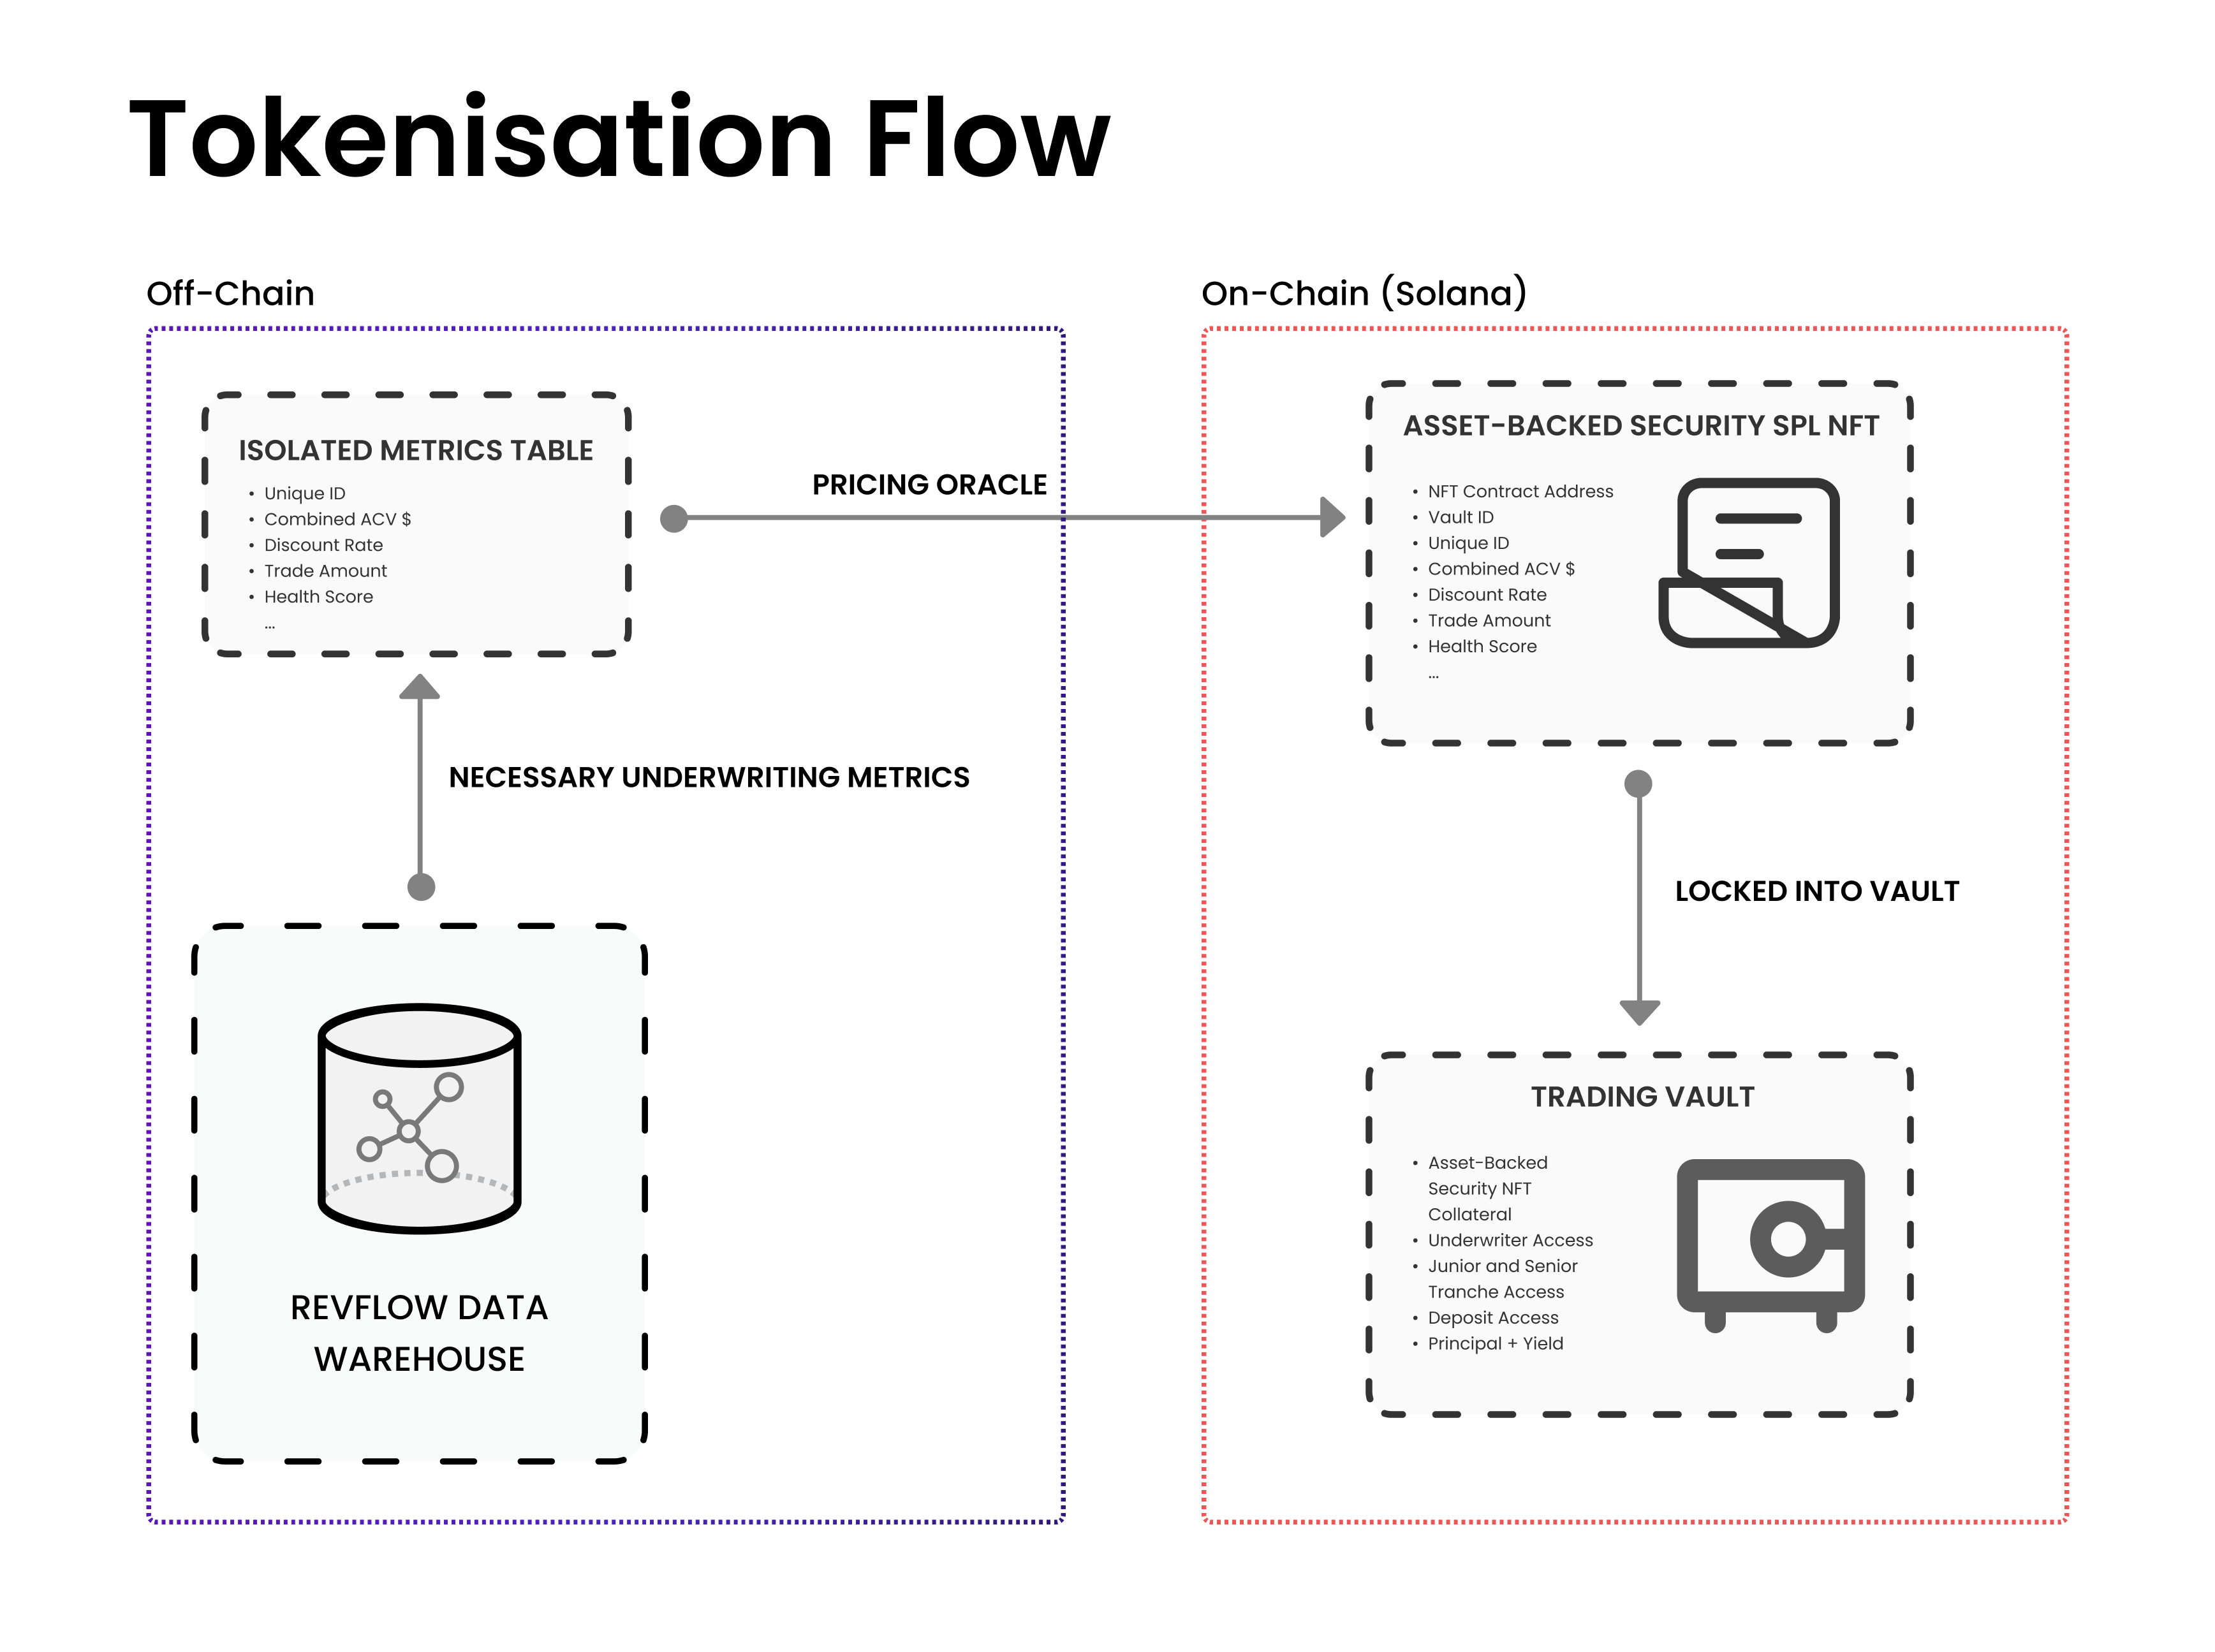 Tokenisation Flow
Off-Chain
ISOLATED METRICS TABLE
• Unique ID
• Combined ACV $
• Discount Rate
• Trade Amount
• Health Score
...
PRICING ORACLE
NECESSARY UNDERWRITING METRICS
REVFLOW DATA
WAREHOUSE
On-Chain (Solana)
ASSET-BACKED SECURITY SPL NFT
• NFT Contract Address
• Vault ID
• Unique ID
• Combined ACV $
• Discount Rate
• Trade Amount
• Health Score
...
LOCKED INTO VAULT
TRADING VAULT
• Asset-Backed
Security NFT
Collateral
• Underwriter Access
• Junior and Senior
Tranche Access
• Deposit Access
• Principal + Yield